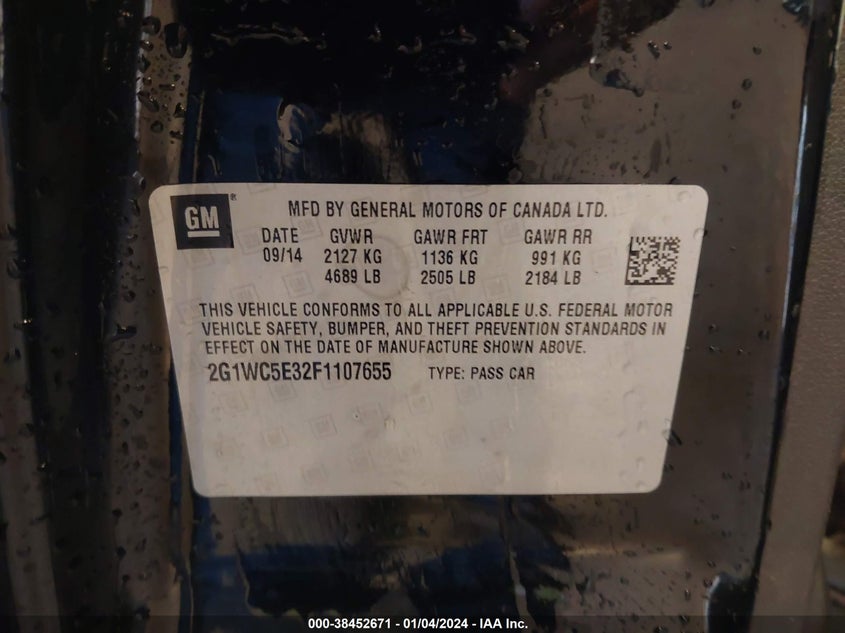 GM
MFD BY GENERAL MOTORS OF CANADA LTD.
DATE GVWR GAWR FRT GAWR RR
09/14 2127 KG 1136 KG 991 KG
4689 LB 2505 LB 2184 LB
THIS VEHICLE CONFORMS TO ALL APPLICABLE U.S. FEDERAL MOTOR
VEHICLE SAFETY, BUMPER, AND THEFT PREVENTION STANDARDS IN
EFFECT ON THE DATE OF MANUFACTURE SHOWN ABOVE.
2G1WC5E32F1107655 TYPE: PASS CAR
000-38452671 - 01/04/2024 - IAA Inc.